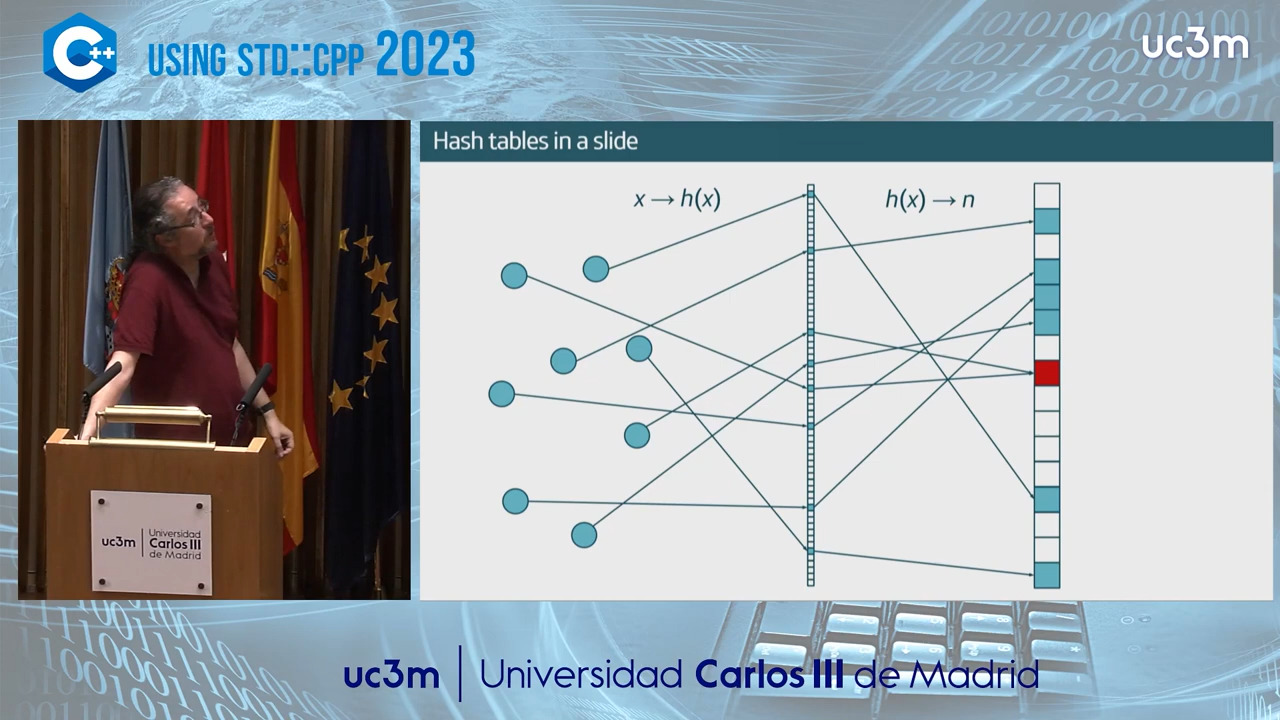 C++
USING STD::CPP 2023
uc3m
Hash tables in a slide
x → h(x)
h(x) → n
uc3m
Universidad
Carlos III
de Madrid
uc3m | Universidad Carlos III de Madrid